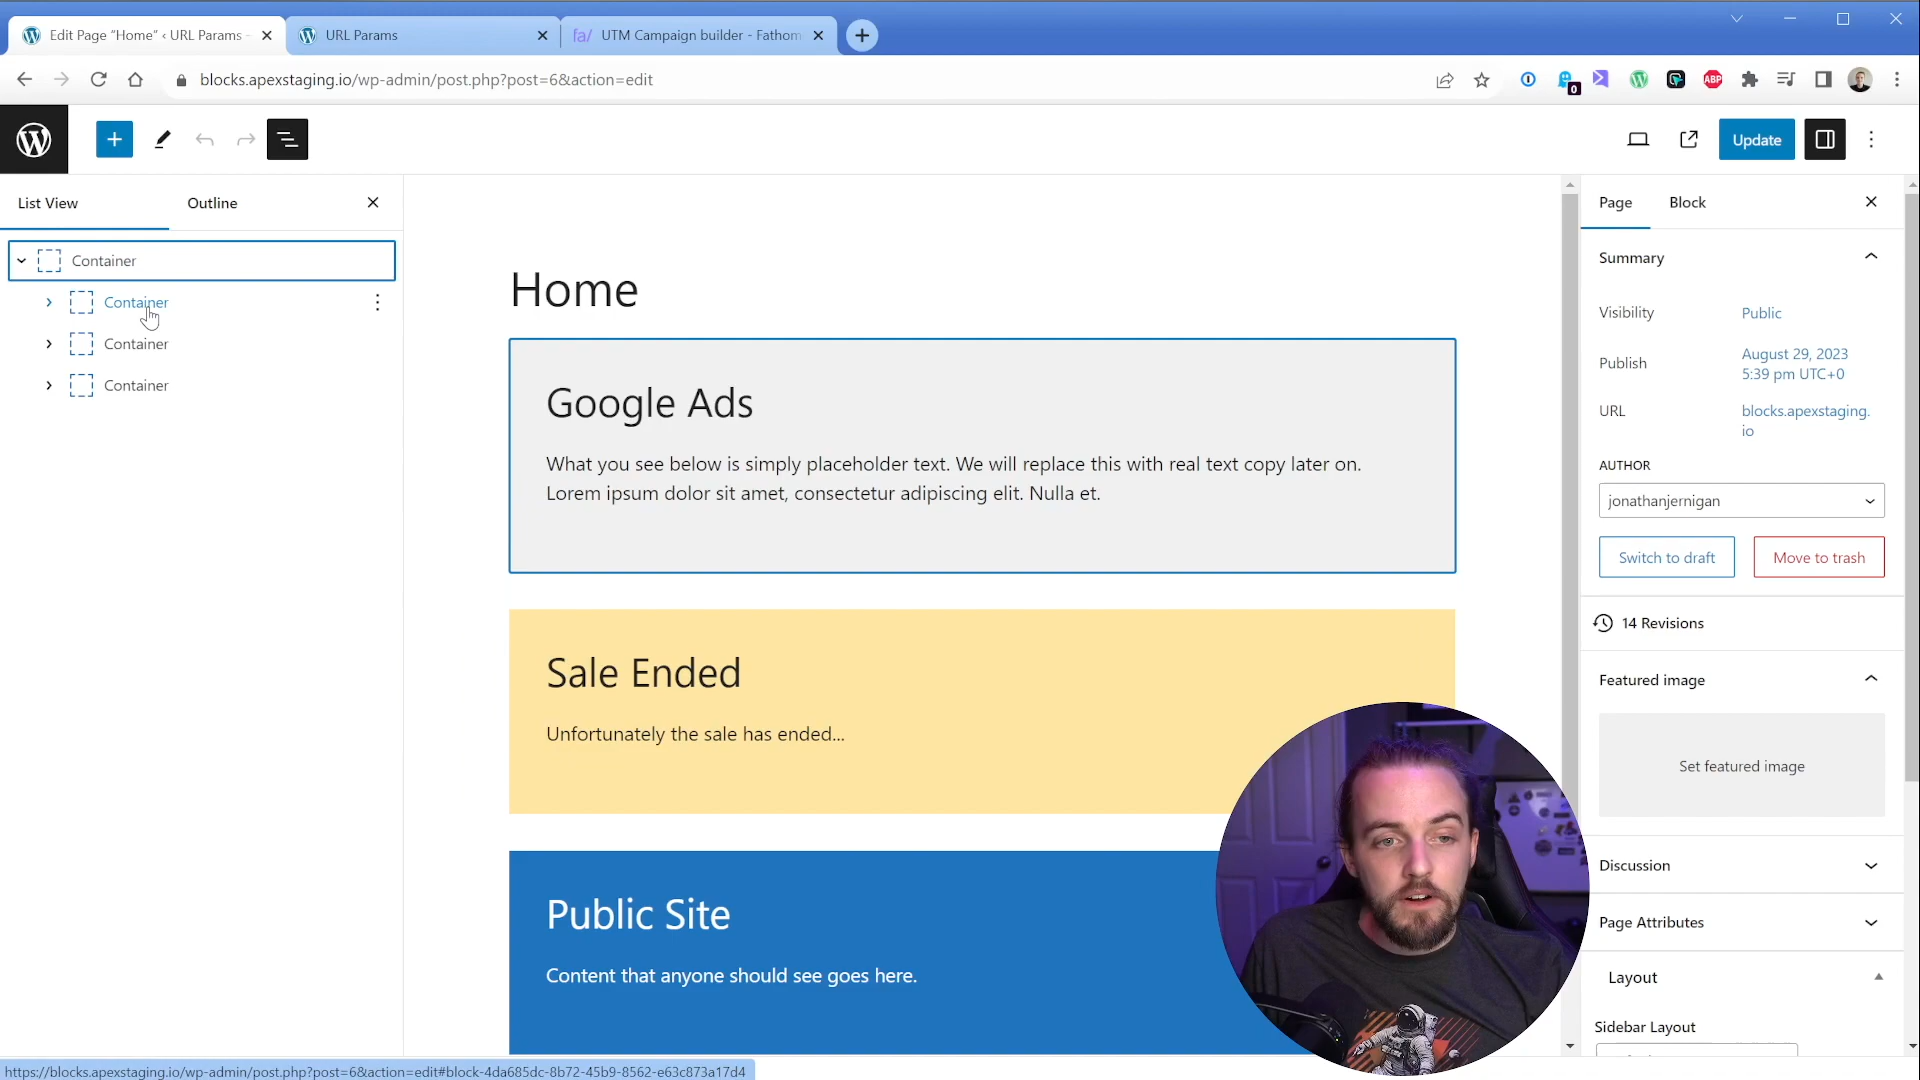 Edit Page “Home” ‹ URL Params -
URL Params
UTM Campaign builder - Fathom
blocks.apexstaging.io/wp-admin/post.php?post=6&action=edit
0
ABP
Update
List View
Outline
Page
Block
Container
Container
Container
Container
Home
Google Ads
What you see below is simply placeholder text. We will replace this with real text copy later on.
Lorem ipsum dolor sit amet, consectetur adipiscing elit. Nulla et.
Sale Ended
Unfortunately the sale has ended...
Public Site
Content that anyone should see goes here.
Summary
Visibility
Public
Publish
August 29, 2023
5:39 pm UTC+0
URL
blocks.apexstaging.
io
AUTHOR
jonathanjernigan
Switch to draft
Move to trash
14 Revisions
Featured image
Set featured image
Discussion
Page Attributes
Layout
Sidebar Layout
https://blocks.apexstaging.io/wp-admin/post.php?post=6&action=edit#block-4da685dc-8b72-45b9-8562-e63c873a17d4